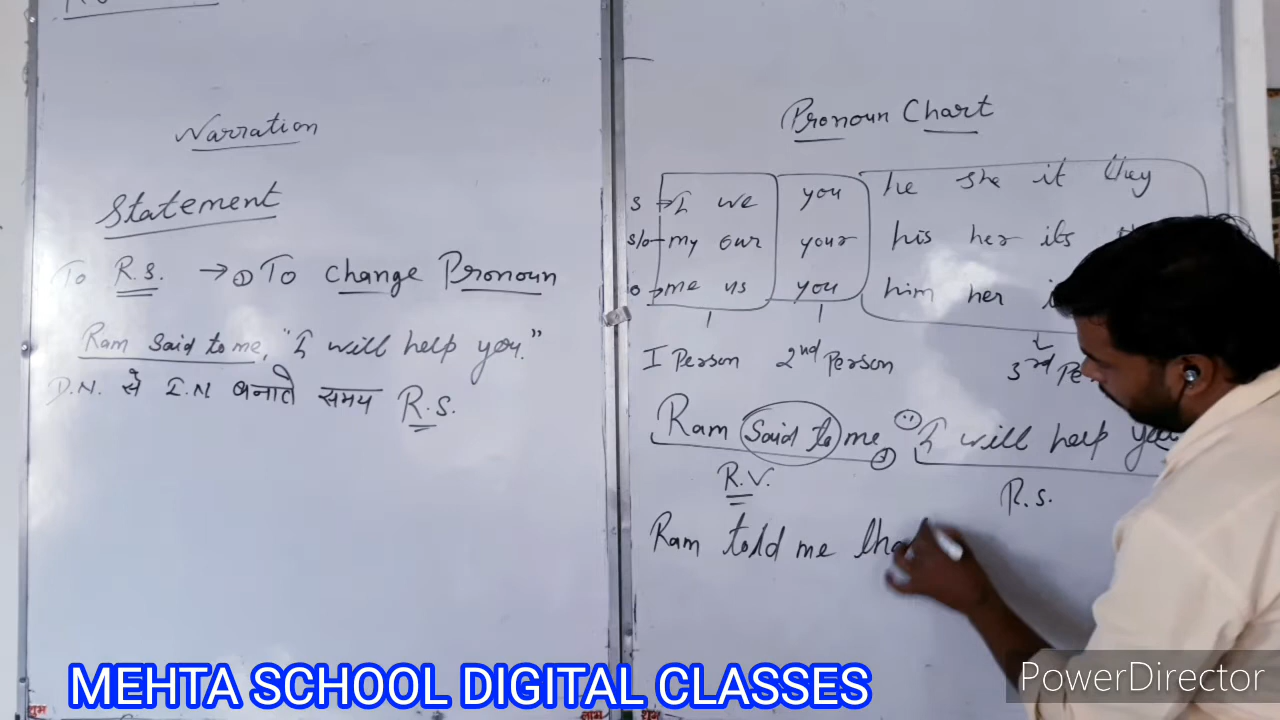 Narration
Statement
To R.S. → ① To change Pronoun
Ram said to me, "I will help you."
D.N. से I.N बनाते समय R.S.
Pronoun Chart
S → I we you he she it they
S/o → my our your his her its
O → me us you him her
I Person 2nd Person 3rd
Ram said to me I will help you
R.V. R.S.
Ram told me
MEHTA SCHOOL DIGITAL CLASSES
PowerDirector